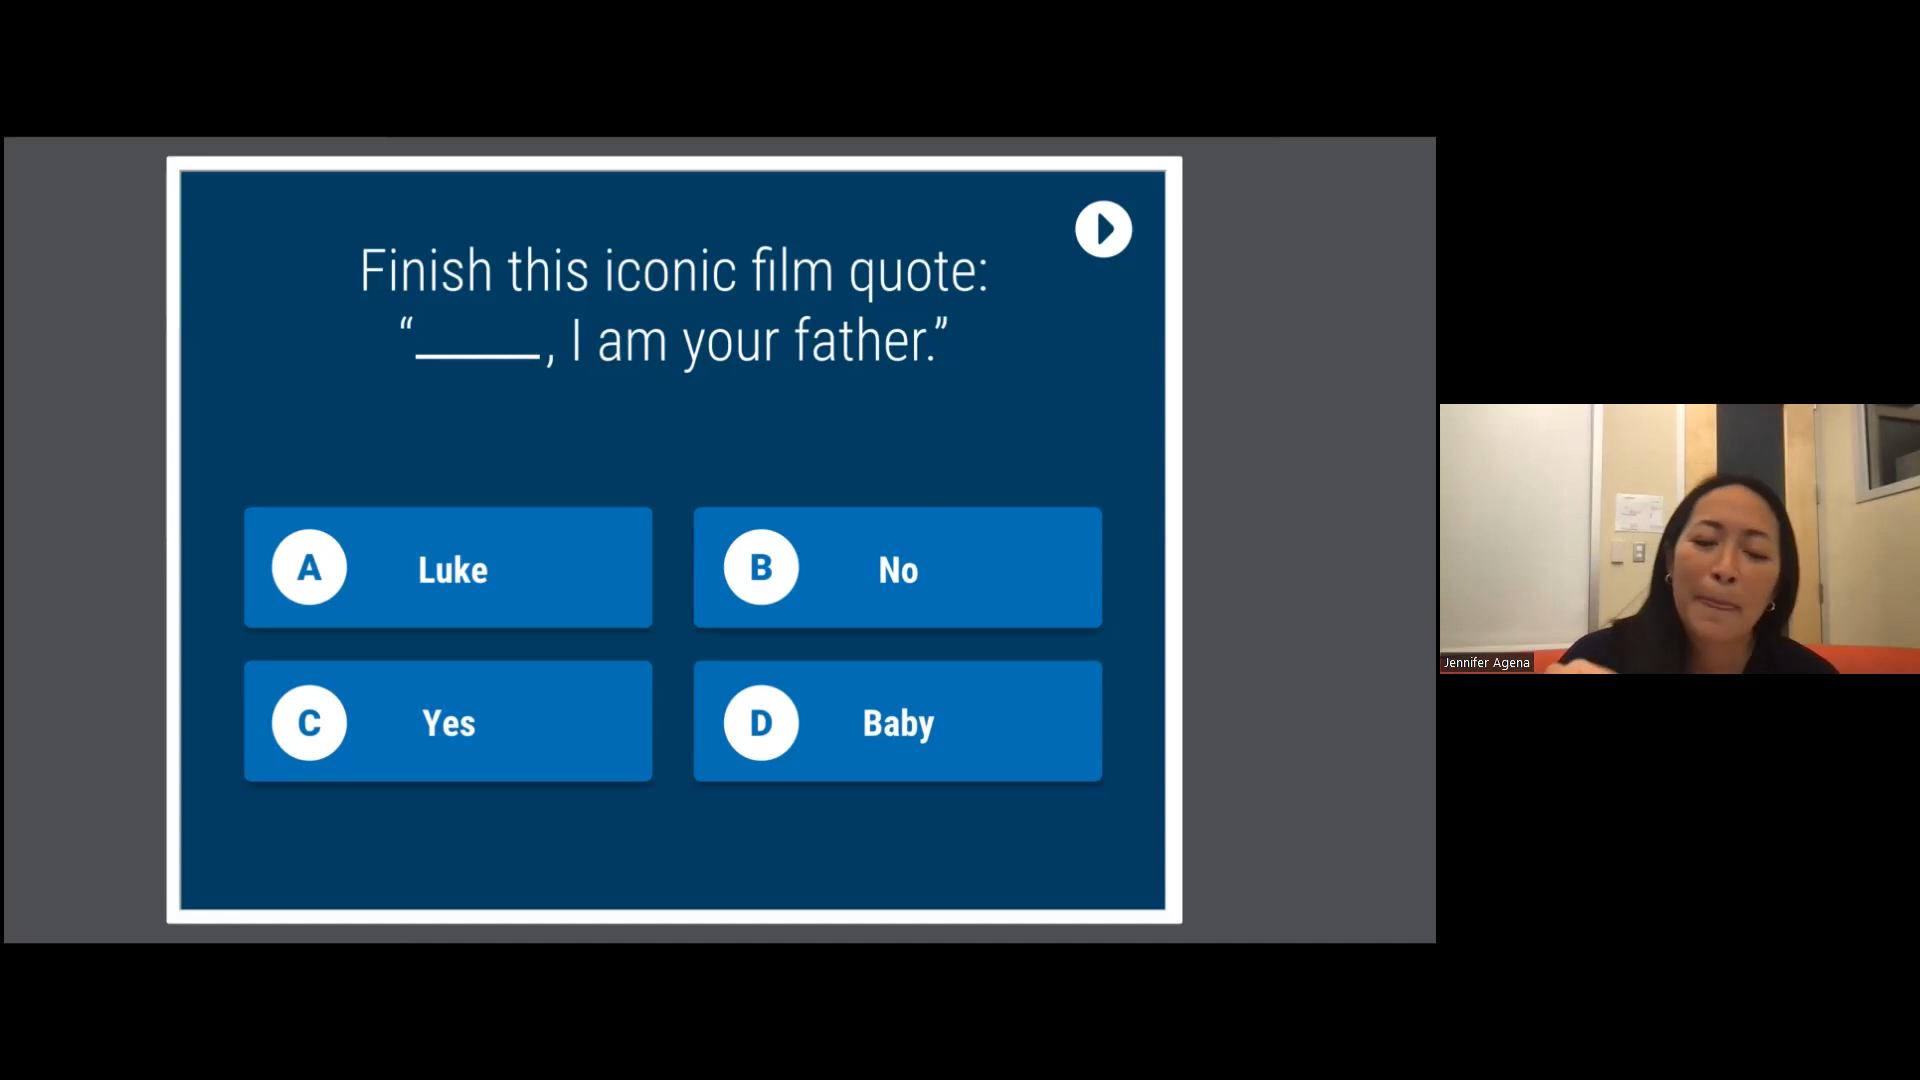 Finish this iconic film quote:
“_____, I am your father.”
A Luke
B No
C Yes
D Baby
Jennifer Agena